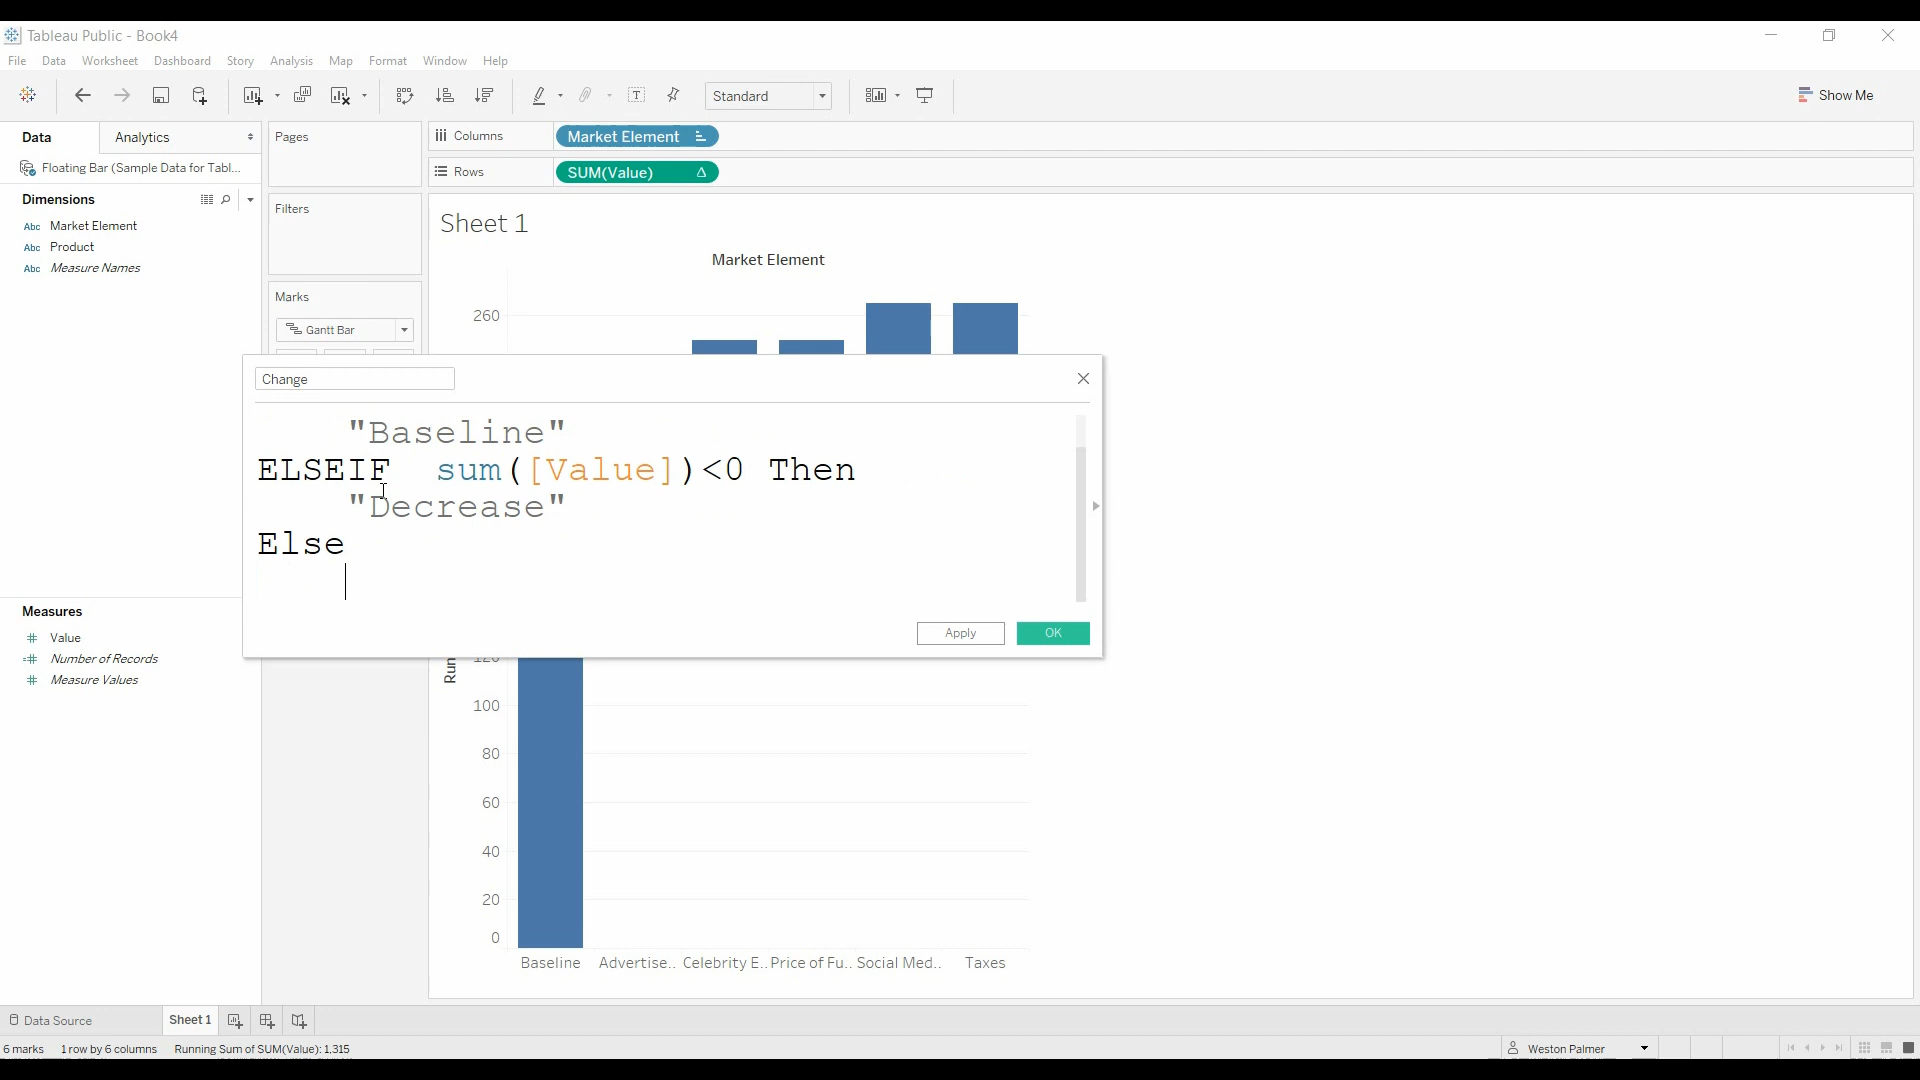 Tableau Public - Book4
File Data Worksheet Dashboard Story Analysis Map Format Window Help
Standard
Show Me
Data Analytics
Floating Bar (Sample Data for Tabl...
Dimensions
Abc Market Element
Abc Product
Abc Measure Names
Measures
Value
Number of Records
Measure Values
Pages
Filters
Marks
Gantt Bar
Columns Market Element
Rows SUM(Value)
Sheet 1
Market Element
260
Change
"Baseline"
ELSEIF sum([Value])<0 Then
"Decrease"
Else
Apply OK
120
Run
100
80
60
40
20
0
Baseline Advertise.. Celebrity E.. Price of Fu.. Social Med.. Taxes
Data Source Sheet 1
6 marks 1 row by 6 columns Running Sum of SUM(Value): 1,315
Weston Palmer